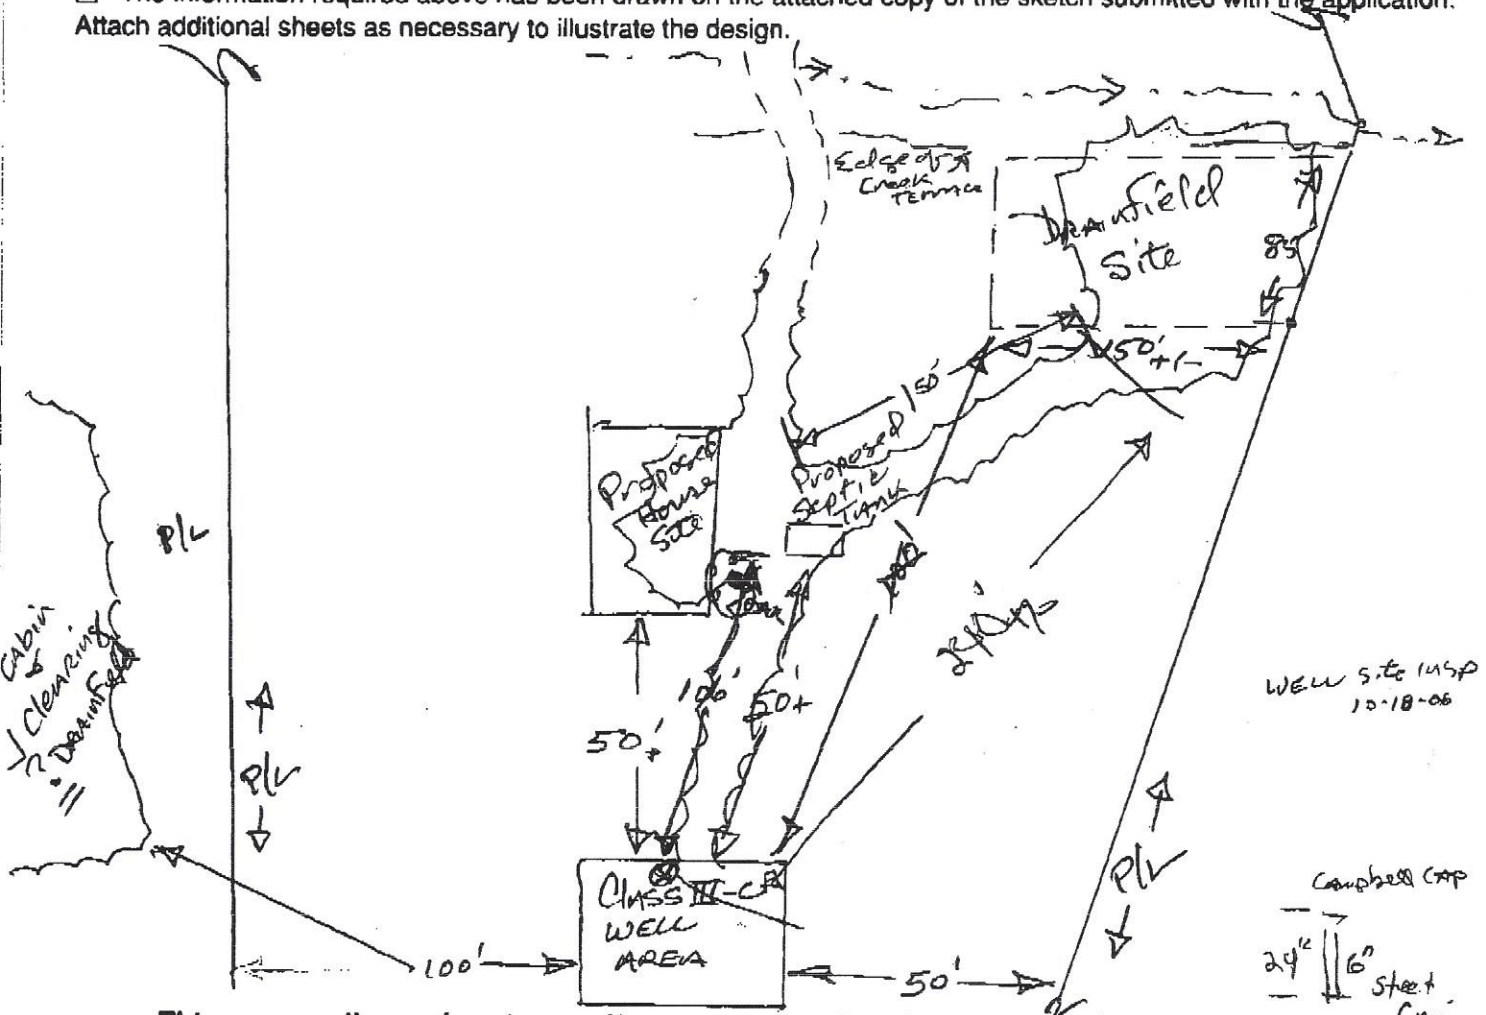 The information required above has been drawn on the attached copy of the sketch submitted with the application.
Attach additional sheets as necessary to illustrate the design.
Edge of
Creek
Terrace
Drainfield
Site
85'
150'
50' +/-
Proposed
House
Site
Proposed
Septic
Tank
P/L
Cabin
Clearing
? Drainfield
P/L
50'
106'
50+
240'
WELL Site INSP
10-18-06
P/L
Class III-C
WELL
AREA
100'
50'
Campbell CAP
24"
6"